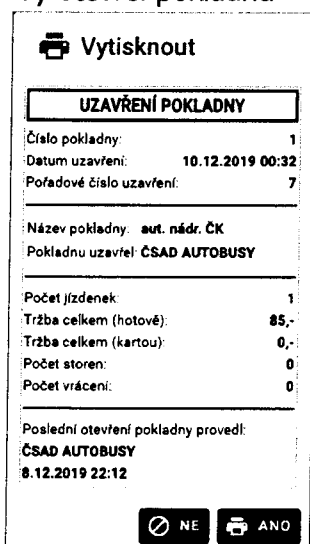 Vytisknout
UZAVŘENÍ POKLADNY
Číslo pokladny: 1
Datum uzavření: 10.12.2019 00:32
Pořadové číslo uzavření: 7
Název pokladny: aut. nádr. ČK
Pokladnu uzavřel: ČSAD AUTOBUSY
Počet jízdenek: 1
Tržba celkem (hotově): 85,-
Tržba celkem (kartou): 0,-
Počet storen: 0
Počet vrácení: 0
Poslední otevření pokladny provedl:
ČSAD AUTOBUSY
8.12.2019 22:12
NE ANO